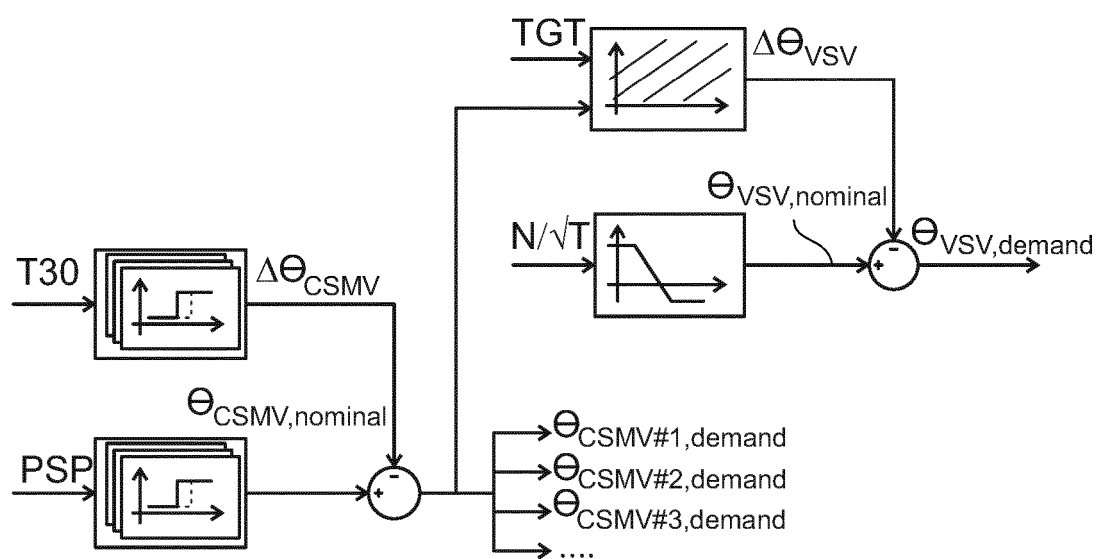 TGT
ΔΘVSV
ΘVSV,nominal
N/√T
-
+
ΘVSV,demand
T30
ΔΘCSMV
ΘCSMV,nominal
PSP
-
+
ΘCSMV#1,demand
ΘCSMV#2,demand
ΘCSMV#3,demand
....